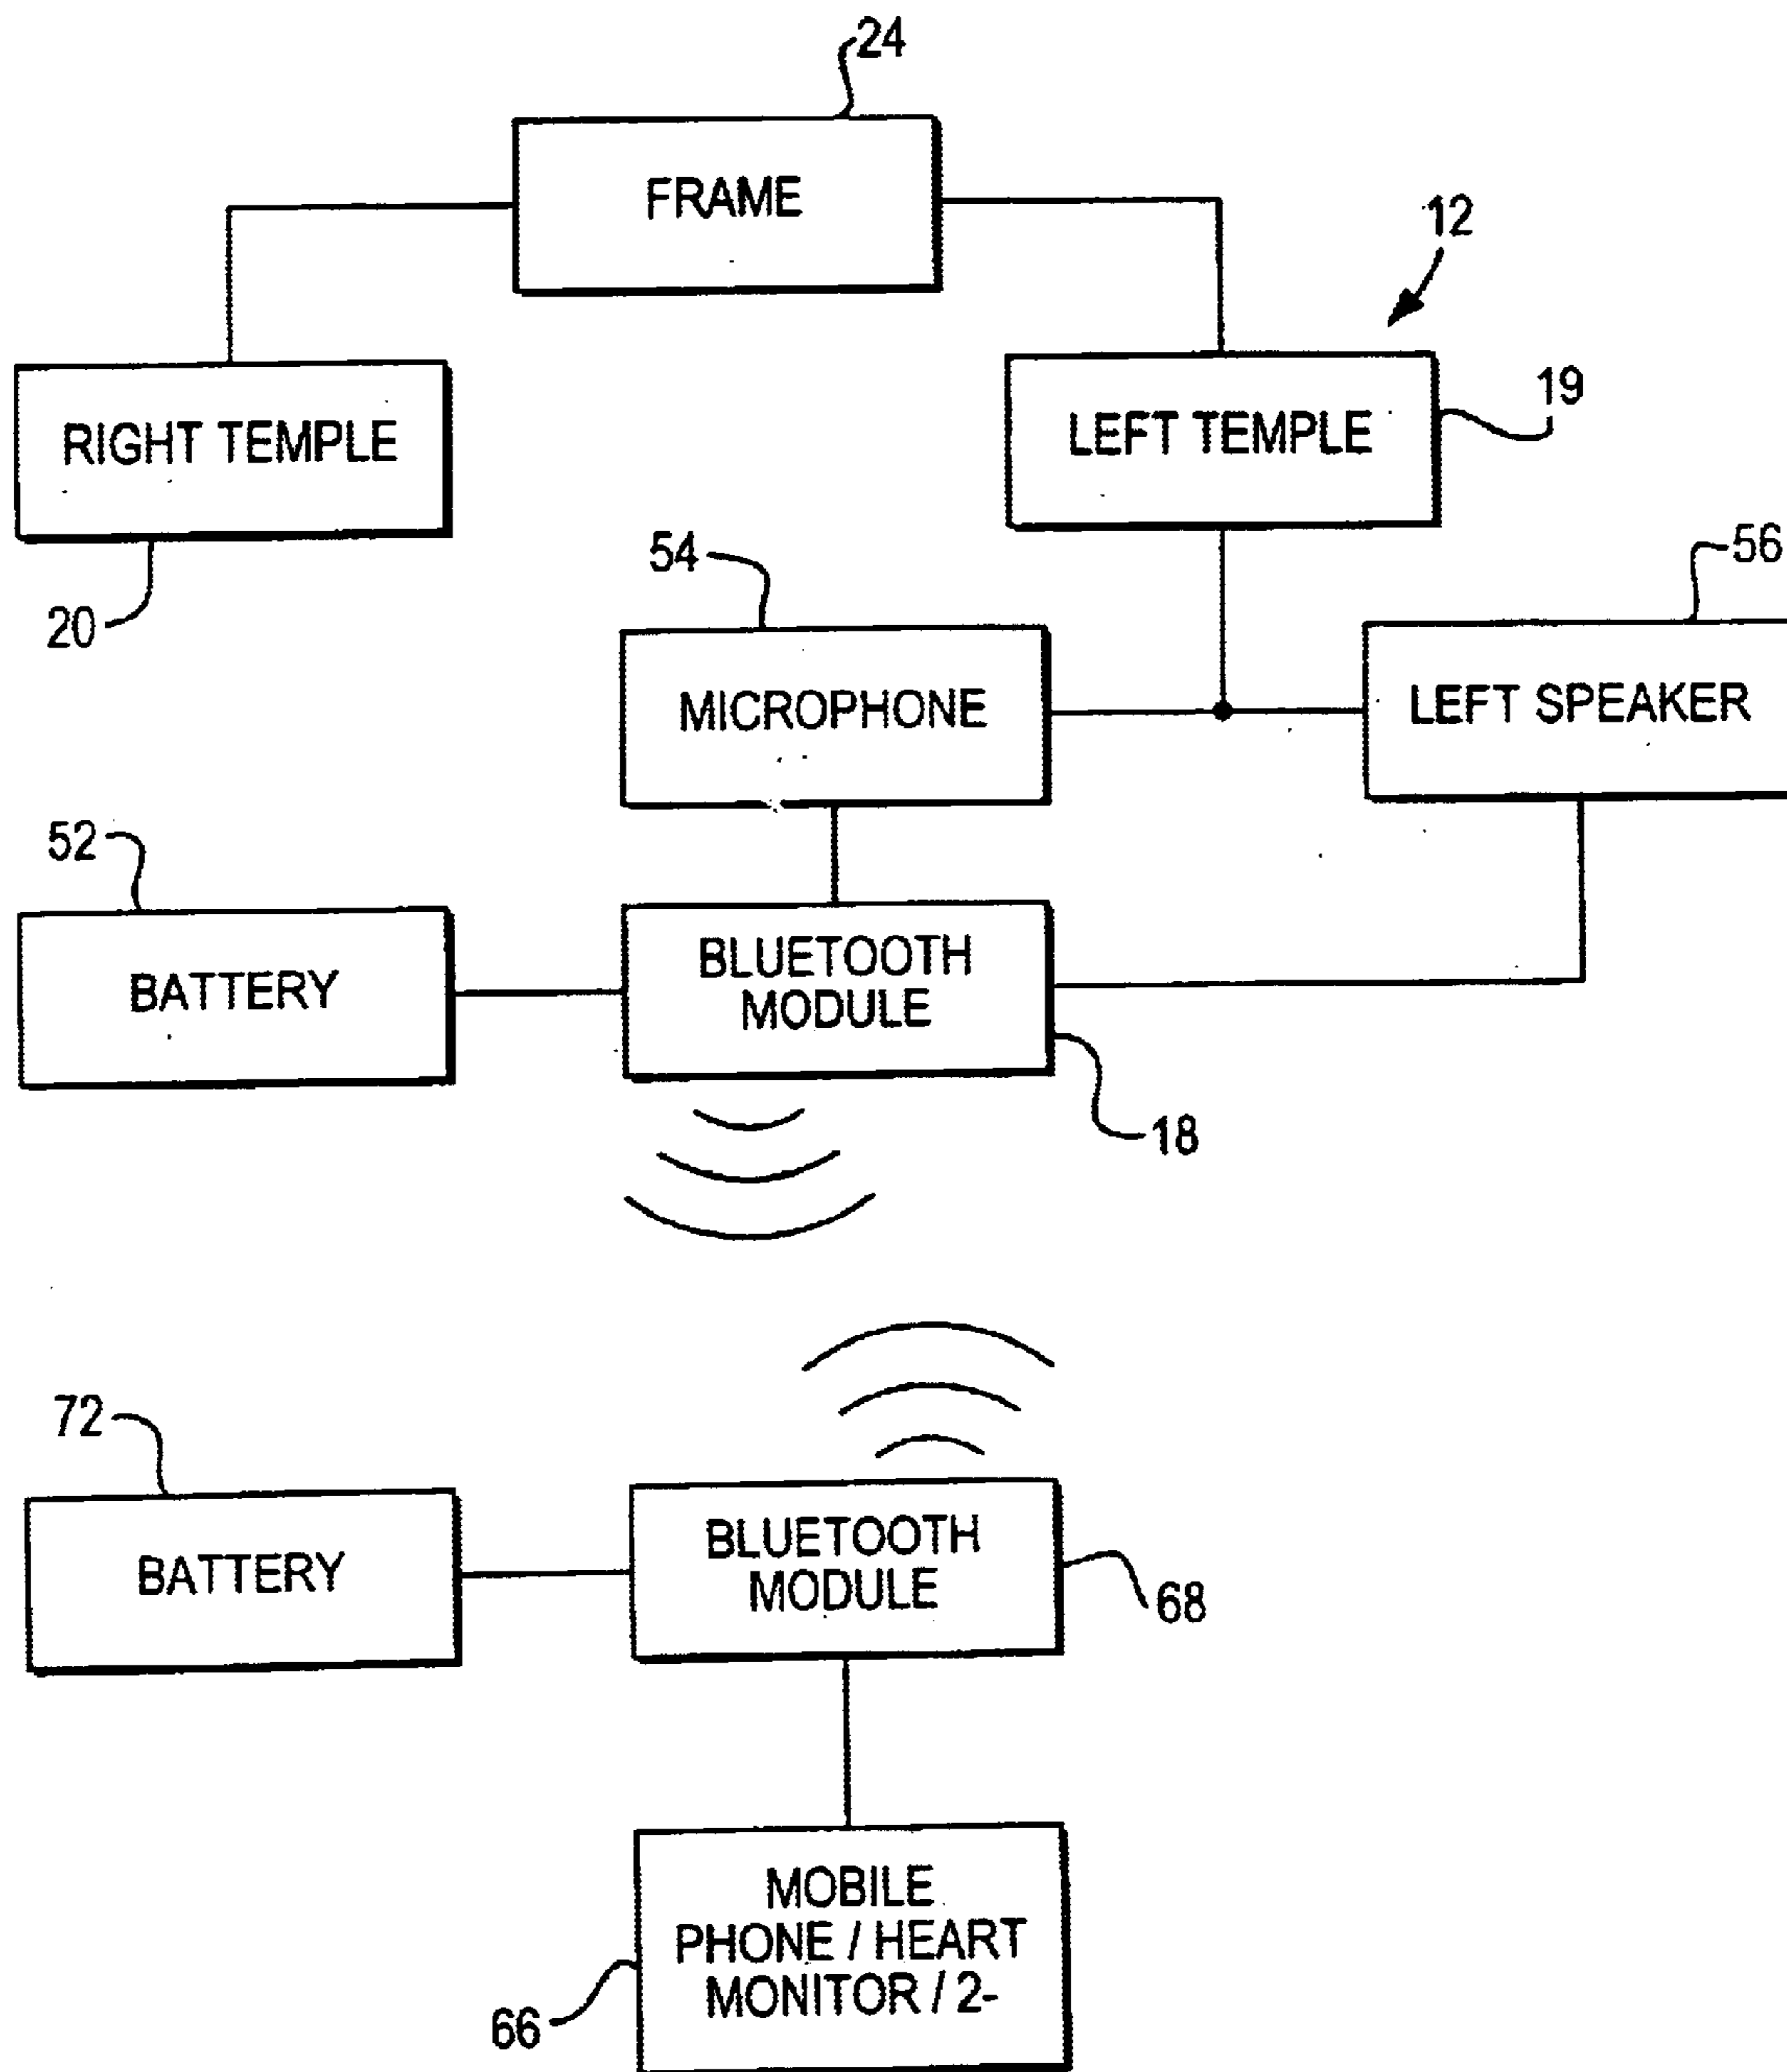 24
FRAME
12
RIGHT TEMPLE
LEFT TEMPLE
19
20
54
56
MICROPHONE
LEFT SPEAKER
52
BATTERY
BLUETOOTH
MODULE
18
72
BATTERY
BLUETOOTH
MODULE
68
MOBILE
PHONE / HEART
MONITOR / 2-
66